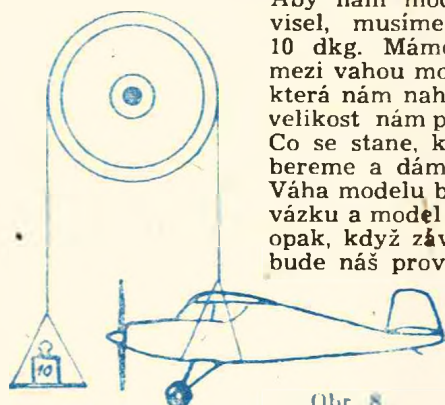 Aby nám mod
visel, musíme
10 dkg. Máme
mezi vahou mo
která nám nah
velikost nám p
Co se stane, k
bereme a dám
Váha modelu b
vázku a model
opak, když záv
bude náš prov
10
Obr. 8